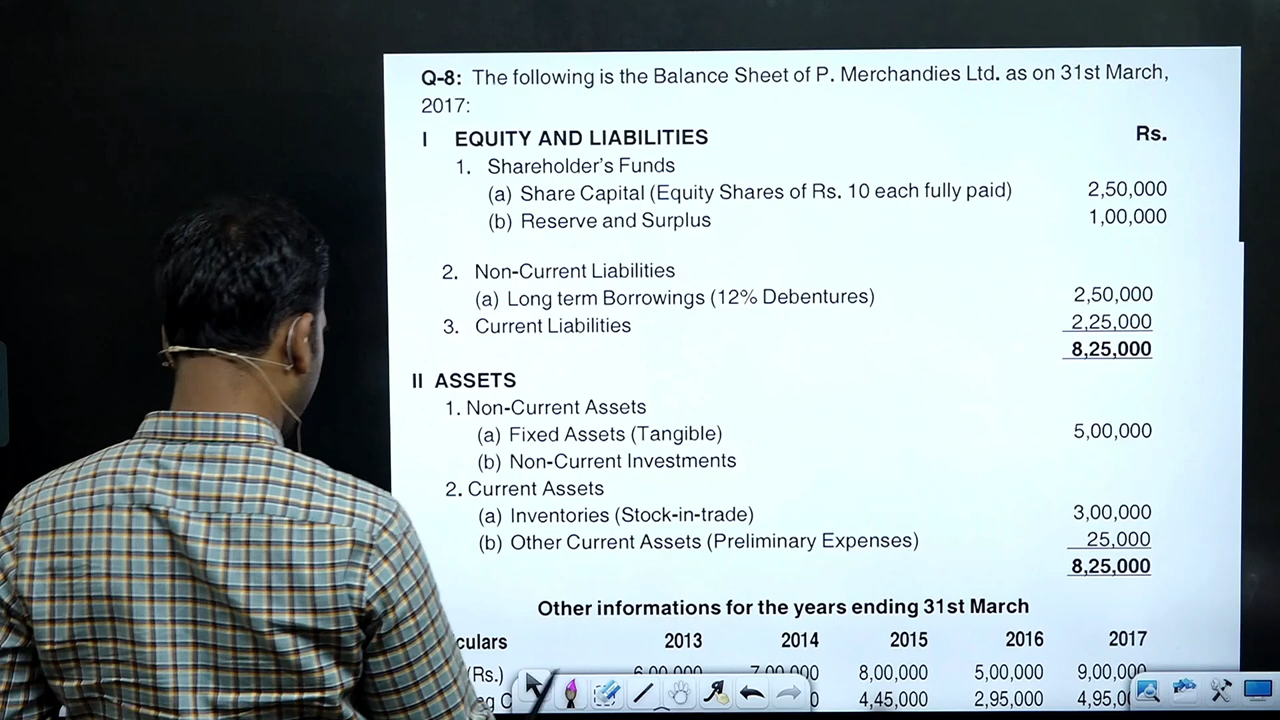 Q-8: The following is the Balance Sheet of P. Merchandies Ltd. as on 31st March,
2017:
I EQUITY AND LIABILITIES Rs.
1. Shareholder's Funds
(a) Share Capital (Equity Shares of Rs. 10 each fully paid) 2,50,000
(b) Reserve and Surplus 1,00,000
2. Non-Current Liabilities
(a) Long term Borrowings (12% Debentures) 2,50,000
3. Current Liabilities 2,25,000
8,25,000
II ASSETS
1. Non-Current Assets
(a) Fixed Assets (Tangible) 5,00,000
(b) Non-Current Investments
2. Current Assets
(a) Inventories (Stock-in-trade) 3,00,000
(b) Other Current Assets (Preliminary Expenses) 25,000
8,25,000
Other informations for the years ending 31st March
culars 2013 2014 2015 2016 2017
(Rs.) 6,00,000 7,00,000 8,00,000 5,00,000 9,00,000
4,45,000 2,95,000